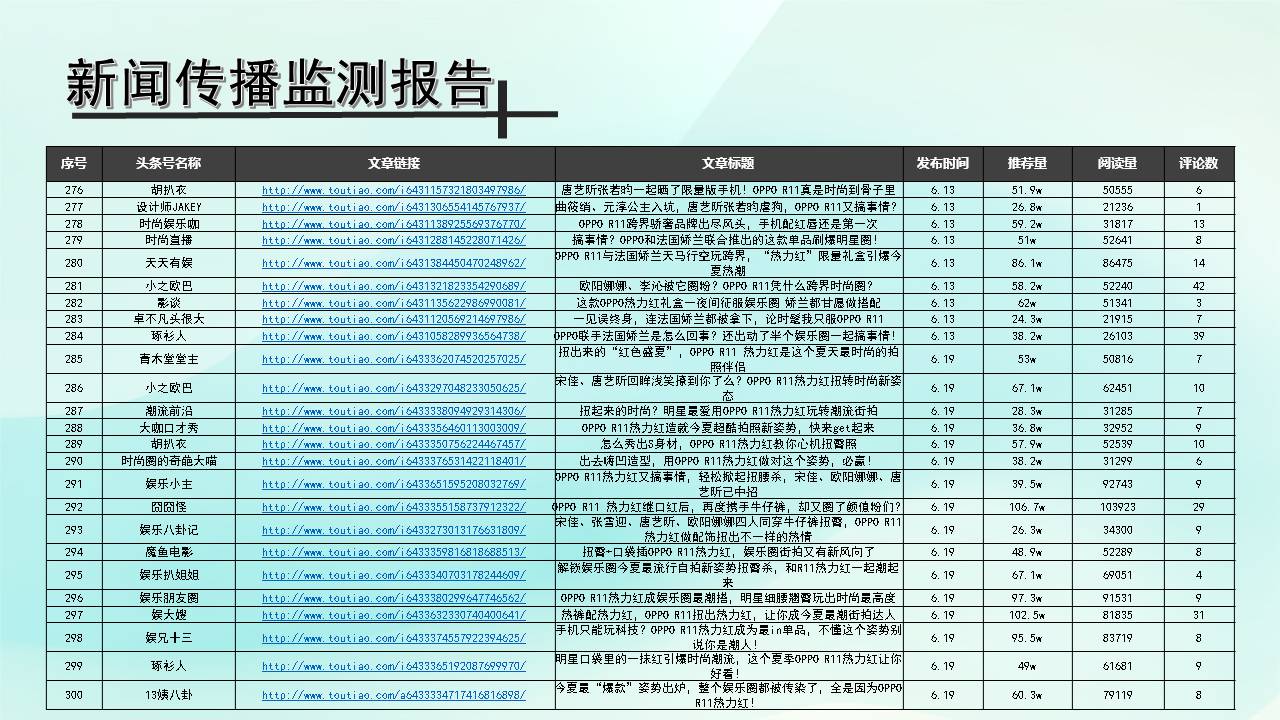 新闻传播监测报告
序号 头条号名称 文章链接 文章标题 发布时间 推荐量 阅读量 评论数
276 胡扒衣 http://www.toutiao.com/i6431157321803497986/ 唐艺昕张若昀一起晒了限量版手机！OPPO R11真是时尚到骨子里 6.13 51.9w 50555 6
277 设计师JAKEY http://www.toutiao.com/i6431306554145767937/ 曲筱绡、元淳公主入坑，唐艺昕张若昀虐狗，OPPO R11又搞事情？ 6.13 26.8w 21236 1
278 时尚娱乐咖 http://www.toutiao.com/i6431138925569376770/ OPPO R11跨界骄奢品牌出尽风头，手机配红唇还是第一次 6.13 59.2w 31817 13
279 时尚直播 http://www.toutiao.com/i6431288145228071426/ 搞事情？OPPO和法国娇兰联合推出的这款单品刷爆明星圈！ 6.13 51w 52641 8
280 天天有娱 http://www.toutiao.com/i6431384450470248962/ OPPO R11与法国娇兰天马行空玩跨界，“热力红”限量礼盒引爆今
夏热潮 6.13 86.1w 86475 14
281 小之欧巴 http://www.toutiao.com/i6431321823354290689/ 欧阳娜娜、李沁被它圈粉？OPPO R11凭什么跨界时尚圈？ 6.13 58.2w 52240 42
282 影谈 http://www.toutiao.com/i6431135622986990081/ 这款OPPO热力红礼盒一夜间征服娱乐圈 娇兰都甘愿做搭配 6.13 62w 51341 3
283 卓不凡头很大 http://www.toutiao.com/i6431120569214697986/ 一见误终身，连法国娇兰都被拿下，论时髦我只服OPPO R11 6.13 24.3w 21915 7
284 琢衫人 http://www.toutiao.com/i6431058289936564738/ OPPO联手法国娇兰是怎么回事？还出动了半个娱乐圈一起搞事情！ 6.13 38.2w 26103 39
285 青木堂堂主 http://www.toutiao.com/i6433362074520257025/ 扭出来的“红色盛夏”，OPPO R11 热力红是这个夏天最时尚的拍
照伴侣 6.19 53w 50816 7
286 小之欧巴 http://www.toutiao.com/i6433297048233050625/ 宋佳、唐艺昕回眸浅笑撩到你了么？OPPO R11热力红扭转时尚新姿
态 6.19 67.1w 62451 10
287 潮流前沿 http://www.toutiao.com/i6433338094929314306/ 扭起来的时尚？明星最爱用OPPO R11热力红玩转潮流街拍 6.19 28.3w 31285 7
288 大咖口才秀 http://www.toutiao.com/i6433356460113003009/ OPPO R11热力红造就今夏超酷拍照新姿势，快来get起来 6.19 36.8w 32952 9
289 胡扒衣 http://www.toutiao.com/i6433350756224467457/ 怎么秀出S身材，OPPO R11热力红教你心机扭臀照 6.19 57.9w 52539 10
290 时尚圈的奇葩大喵 http://www.toutiao.com/i6433376531422118401/ 出去嗨凹造型，用OPPO R11热力红做对这个姿势，必赢！ 6.19 38.2w 31299 6
291 娱乐小主 http://www.toutiao.com/i6433651595208032769/ OPPO R11热力红又搞事情，轻松掀起扭腰杀，宋佳、欧阳娜娜、唐
艺昕已中招 6.19 39.5w 92743 9
292 囧囧怪 http://www.toutiao.com/i6433355158737912322/ OPPO R11 热力红继口红后，再度携手牛仔裤，却又圈了颜值粉们？ 6.19 106.7w 103923 29
293 娱乐八卦记 http://www.toutiao.com/i6433273013176631809/ 宋佳、张雪迎、唐艺昕、欧阳娜娜四人同穿牛仔裤扭臀，OPPO R11
热力红做配饰扭出不一样的热情 6.19 26.3w 34300 9
294 魔鱼电影 http://www.toutiao.com/i6433359816818688513/ 扭臀+口袋插OPPO R11热力红，娱乐圈街拍又有新风向了 6.19 48.9w 52289 8
295 娱乐扒姐姐 http://www.toutiao.com/i6433340703178244609/ 解锁娱乐圈今夏最流行自拍新姿势扭臀杀，和R11热力红一起潮起
来 6.19 67.1w 69051 4
296 娱乐朋友圈 http://www.toutiao.com/i6433380299647746562/ OPPO R11热力红成娱乐圈最潮搭，明星细腰翘臀玩出时尚最高度 6.19 97.3w 91531 9
297 娱大嫂 http://www.toutiao.com/i6433632330740400641/ 热裤配热力红，OPPO R11扭出热力红，让你成今夏最潮街拍达人 6.19 102.5w 81835 31
298 娱兄十三 http://www.toutiao.com/i6433374557922394625/ 手机只能玩科技？OPPO R11热力红成为最in单品，不懂这个姿势别
说你是潮人！ 6.19 95.5w 83719 8
299 琢衫人 http://www.toutiao.com/i6433365192087699970/ 明星口袋里的一抹红引爆时尚潮流，这个夏季OPPO R11热力红让你
好看！ 6.19 49w 61681 9
300 13姨八卦 http://www.toutiao.com/a6433334717416816898/ 今夏最“爆款”姿势出炉，整个娱乐圈都被传染了，全是因为OPPO
R11热力红！ 6.19 60.3w 79119 8